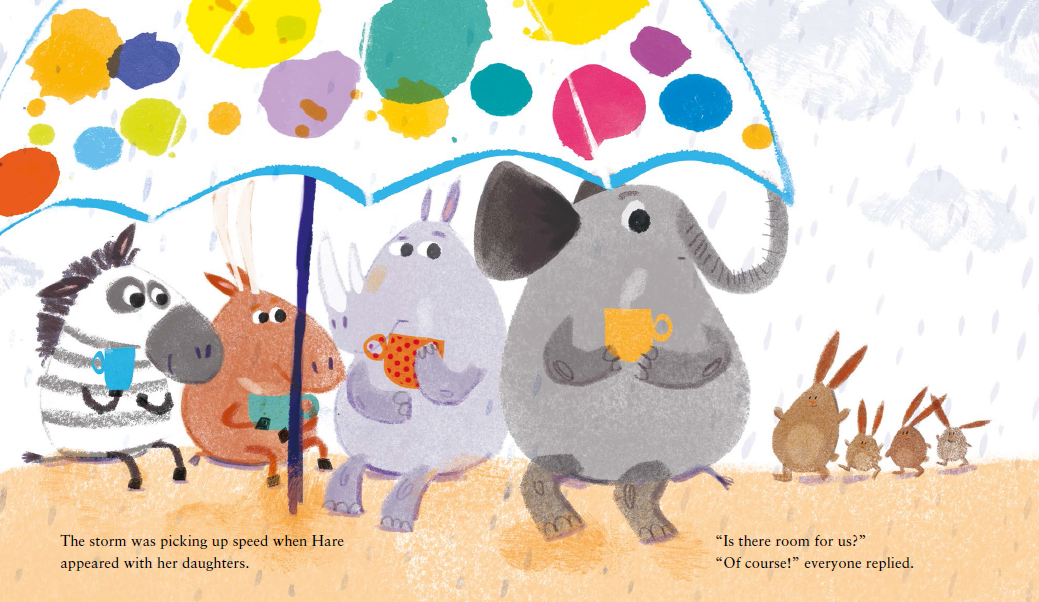 The storm was picking up speed when Hare
appeared with her daughters.
“Is there room for us?”
“Of course!” everyone replied.